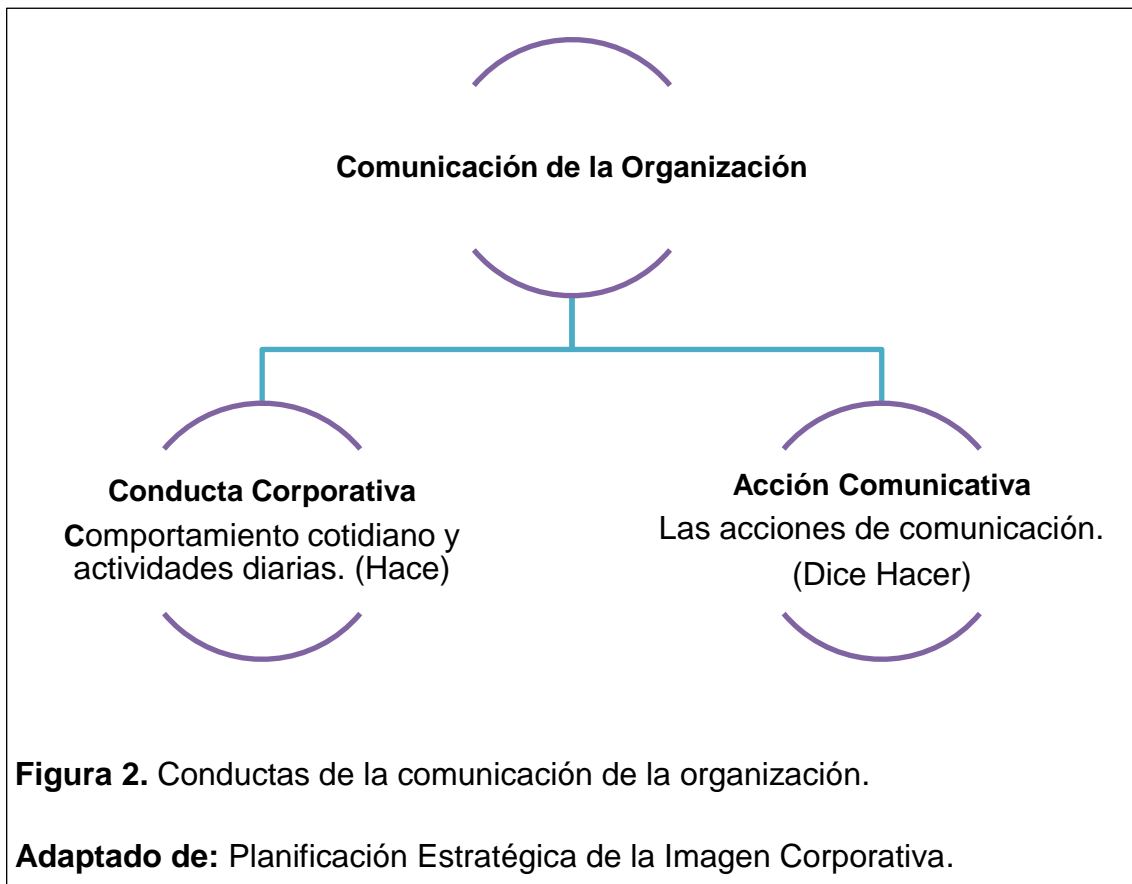 Comunicación de la Organización
Conducta Corporativa
Comportamiento cotidiano y
actividades diarias. (Hace)
Acción Comunicativa
Las acciones de comunicación.
(Dice Hacer)
Figura 2. Conductas de la comunicación de la organización.
Adaptado de: Planificación Estratégica de la Imagen Corporativa.